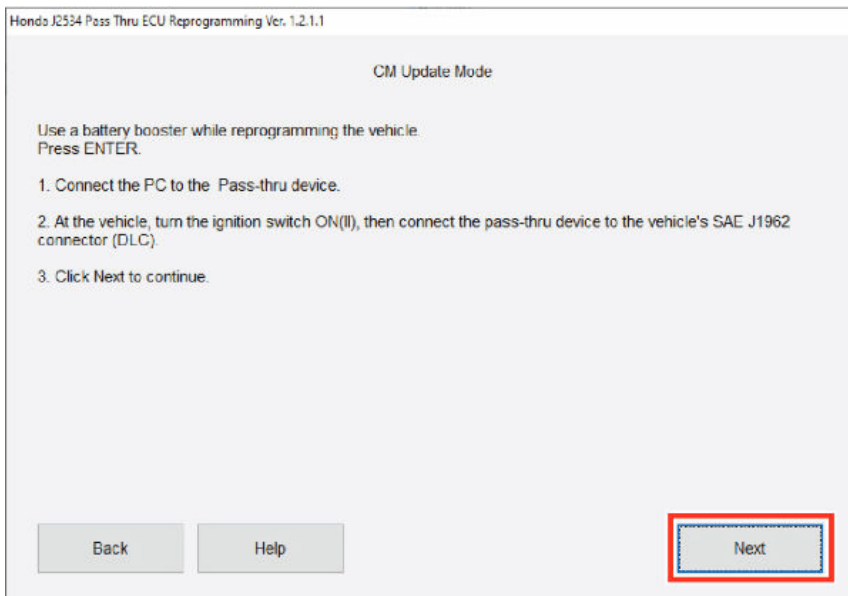 Honda J2534 Pass Thru ECU Reprogramming Ver. 1.2.1.1
CM Update Mode
Use a battery booster while reprogramming the vehicle.
Press ENTER.
1. Connect the PC to the Pass-thru device.
2. At the vehicle, turn the ignition switch ON(II), then connect the pass-thru device to the vehicle's SAE J1962
connector (DLC).
3. Click Next to continue.
Back
Help
Next